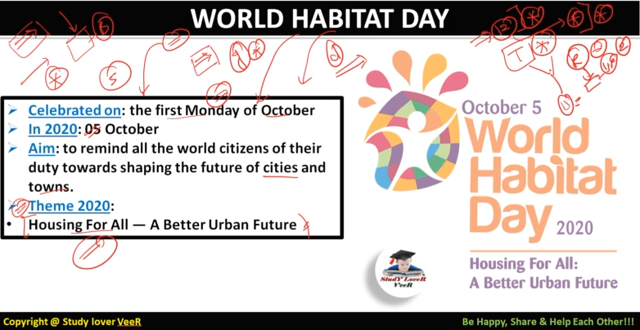 WORLD HABITAT DAY
Celebrated on: the first Monday of October
In 2020: 05 October
Aim: to remind all the world citizens of their
duty towards shaping the future of cities and
towns.
Theme 2020:
Housing For All — A Better Urban Future
October 5
World
Habitat
Day 2020
Housing For All:
A Better Urban Future
StudY LoveR
VeeR
Copyright @ Study lover VeeR
Be Happy, Share & Help Each Other!!!